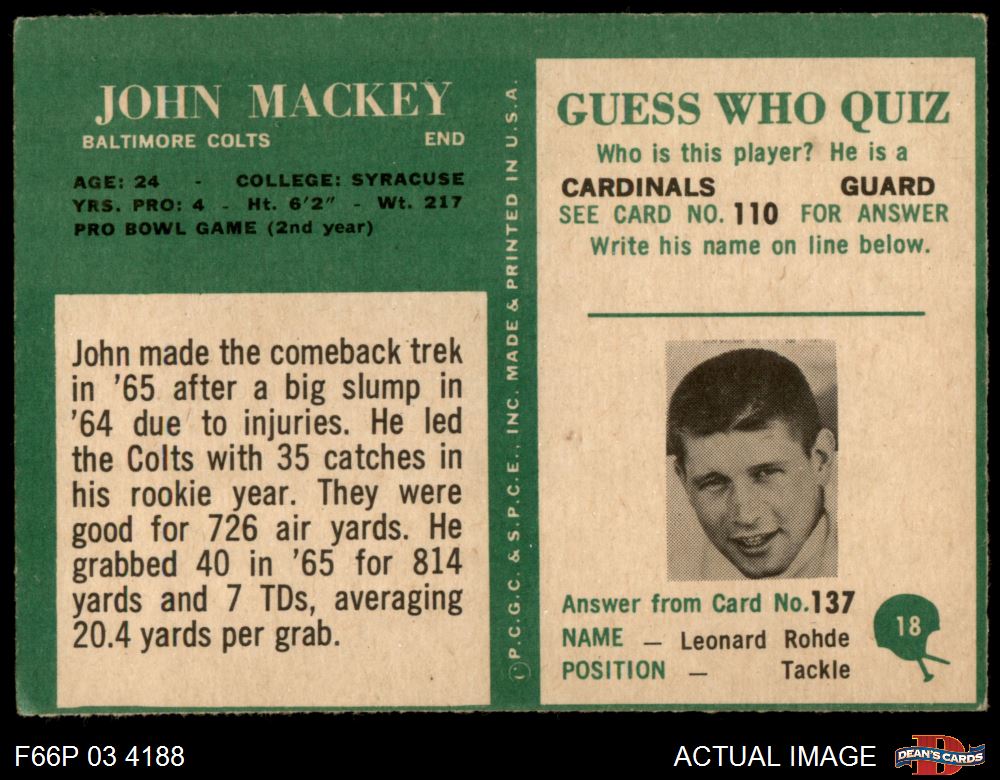 JOHN MACKEY
BALTIMORE COLTS END
AGE: 24 - COLLEGE: SYRACUSE
YRS. PRO: 4 - Ht. 6'2" - Wt. 217
PRO BOWL GAME (2nd year)
John made the comeback trek
in '65 after a big slump in
'64 due to injuries. He led
the Colts with 35 catches in
his rookie year. They were
good for 726 air yards. He
grabbed 40 in '65 for 814
yards and 7 TDs, averaging
20.4 yards per grab.
© P.C.G.C. & S.P.C.E., INC. MADE & PRINTED IN U.S.A.
GUESS WHO QUIZ
Who is this player? He is a
CARDINALS GUARD
SEE CARD NO. 110 FOR ANSWER
Write his name on line below.
Answer from Card No. 137
NAME — Leonard Rohde
POSITION — Tackle
18
F66P 03 4188
ACTUAL IMAGE
D
DEAN'S CARDS